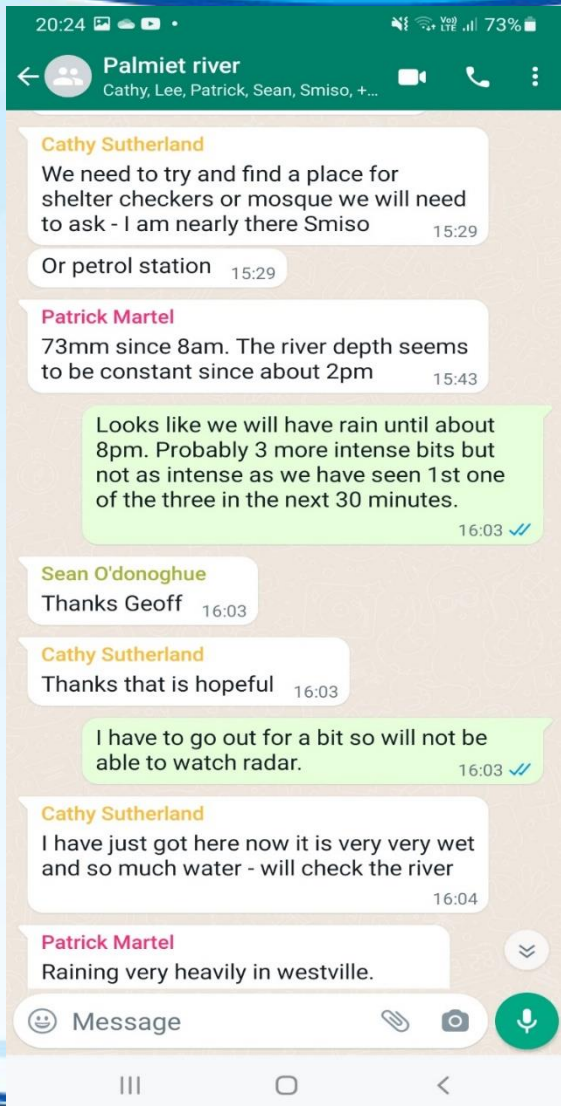 20:24
LTE 73%
Palmiet river
Cathy, Lee, Patrick, Sean, Smiso, +...
Cathy Sutherland
We need to try and find a place for
shelter checkers or mosque we will need
to ask - I am nearly there Smiso
15:29
Or petrol station 15:29
Patrick Martel
73mm since 8am. The river depth seems
to be constant since about 2pm 15:43
Looks like we will have rain until about
8pm. Probably 3 more intense bits but
not as intense as we have seen 1st one
of the three in the next 30 minutes.
16:03
Sean O'donoghue
Thanks Geoff 16:03
Cathy Sutherland
Thanks that is hopeful 16:03
I have to go out for a bit so will not be
able to watch radar. 16:03
Cathy Sutherland
I have just got here now it is very very wet
and so much water - will check the river
16:04
Patrick Martel
Raining very heavily in westville.
Message